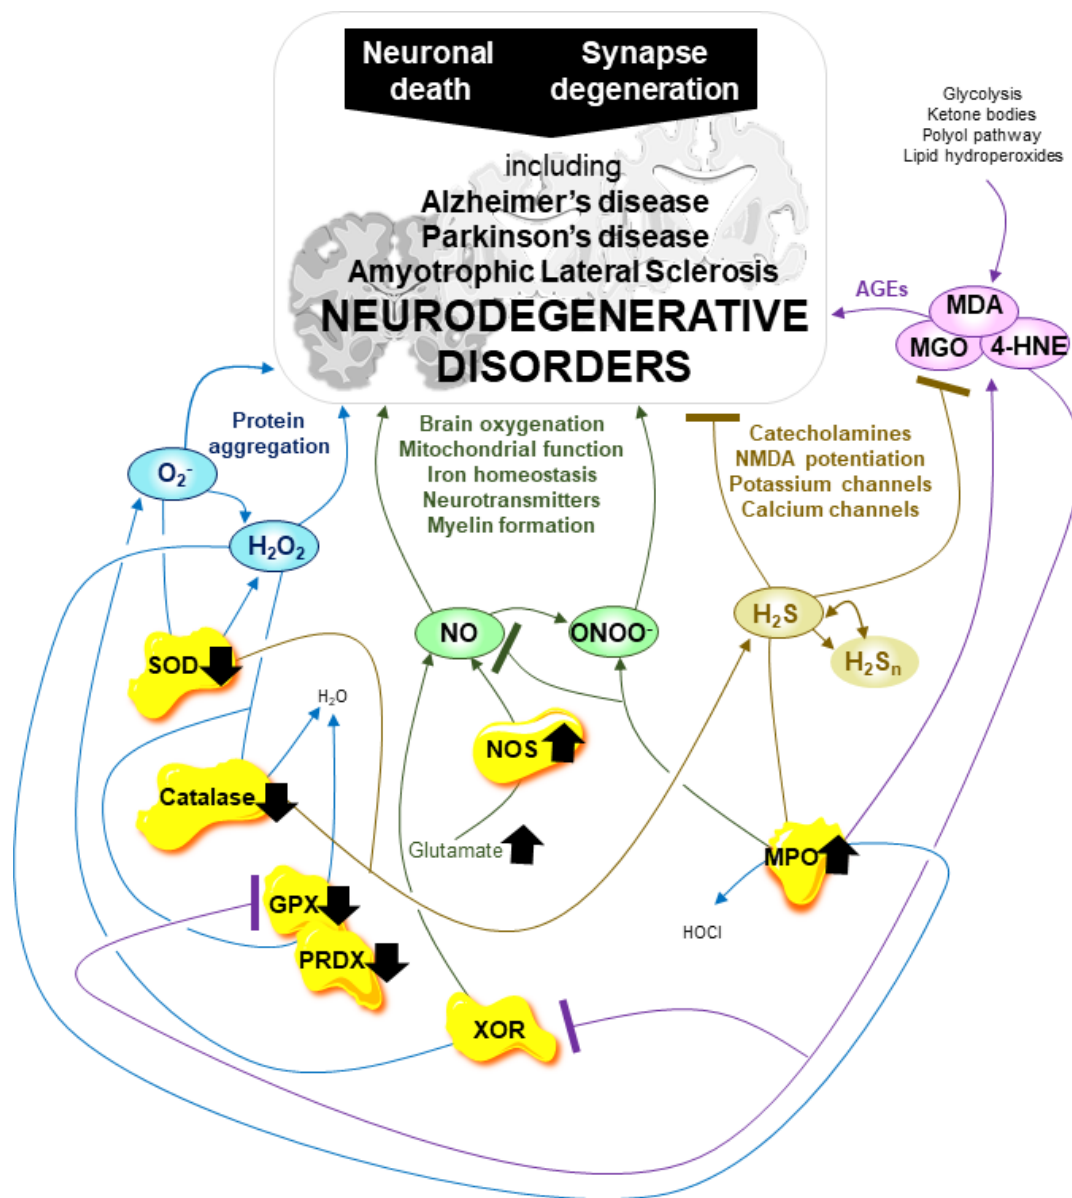 Neuronal
death
Synapse
degeneration
including
Alzheimer's disease
Parkinson's disease
Amyotrophic Lateral Sclerosis
NEURODEGENERATIVE
DISORDERS
Glycolysis
Ketone bodies
Polyol pathway
Lipid hydroperoxides
AGEs
MDA
MGO
4-HNE
Protein
aggregation
Brain oxygenation
Mitochondrial function
Iron homeostasis
Neurotransmitters
Myelin formation
Catecholamines
NMDA potentiation
Potassium channels
Calcium channels
O₂⁻
H₂O₂
NO
ONOO⁻
H₂S
H₂Sₙ
SOD
H₂O
NOS
Catalase
Glutamate
MPO
GPX
HOCl
PRDX
XOR